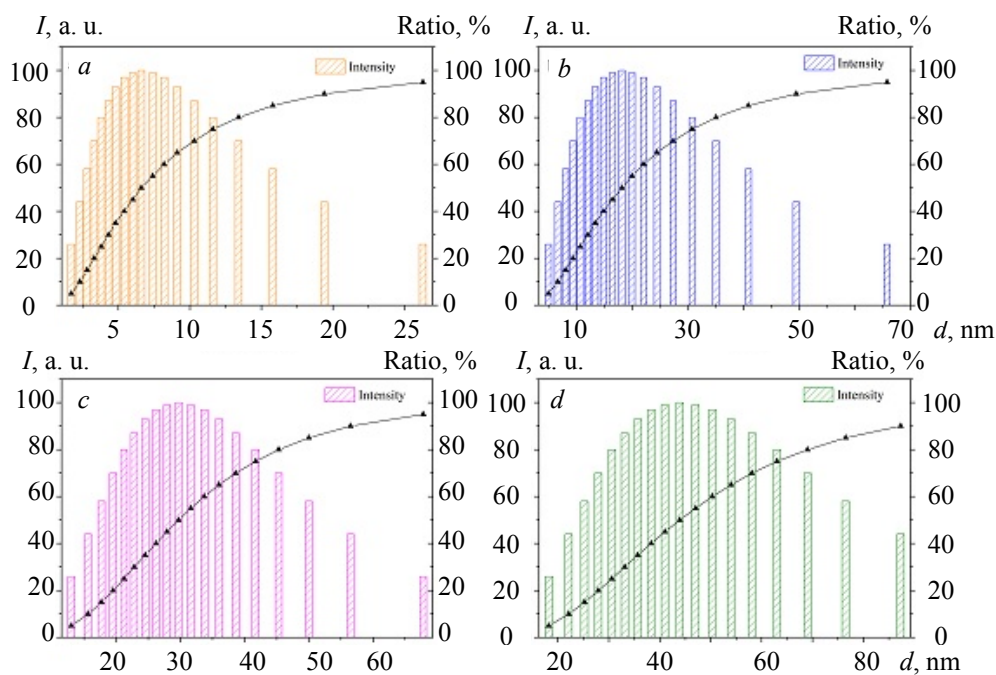 I, a. u. Ratio, % I, a. u. Ratio, %
a Intensity b Intensity
100 100 100 100
80 80 80 80
60 60 60 60
40 40 40 40
20 20 20 20
0 0 0 0
5 10 15 20 25 10 30 50 70 d, nm
I, a. u. Ratio, % I, a. u. Ratio, %
c Intensity d Intensity
100 100 100 100
80 80 80 80
60 60 60 60
40 40 40 40
20 20 20 20
0 0 0 0
20 30 40 50 60 20 40 60 80 d, nm